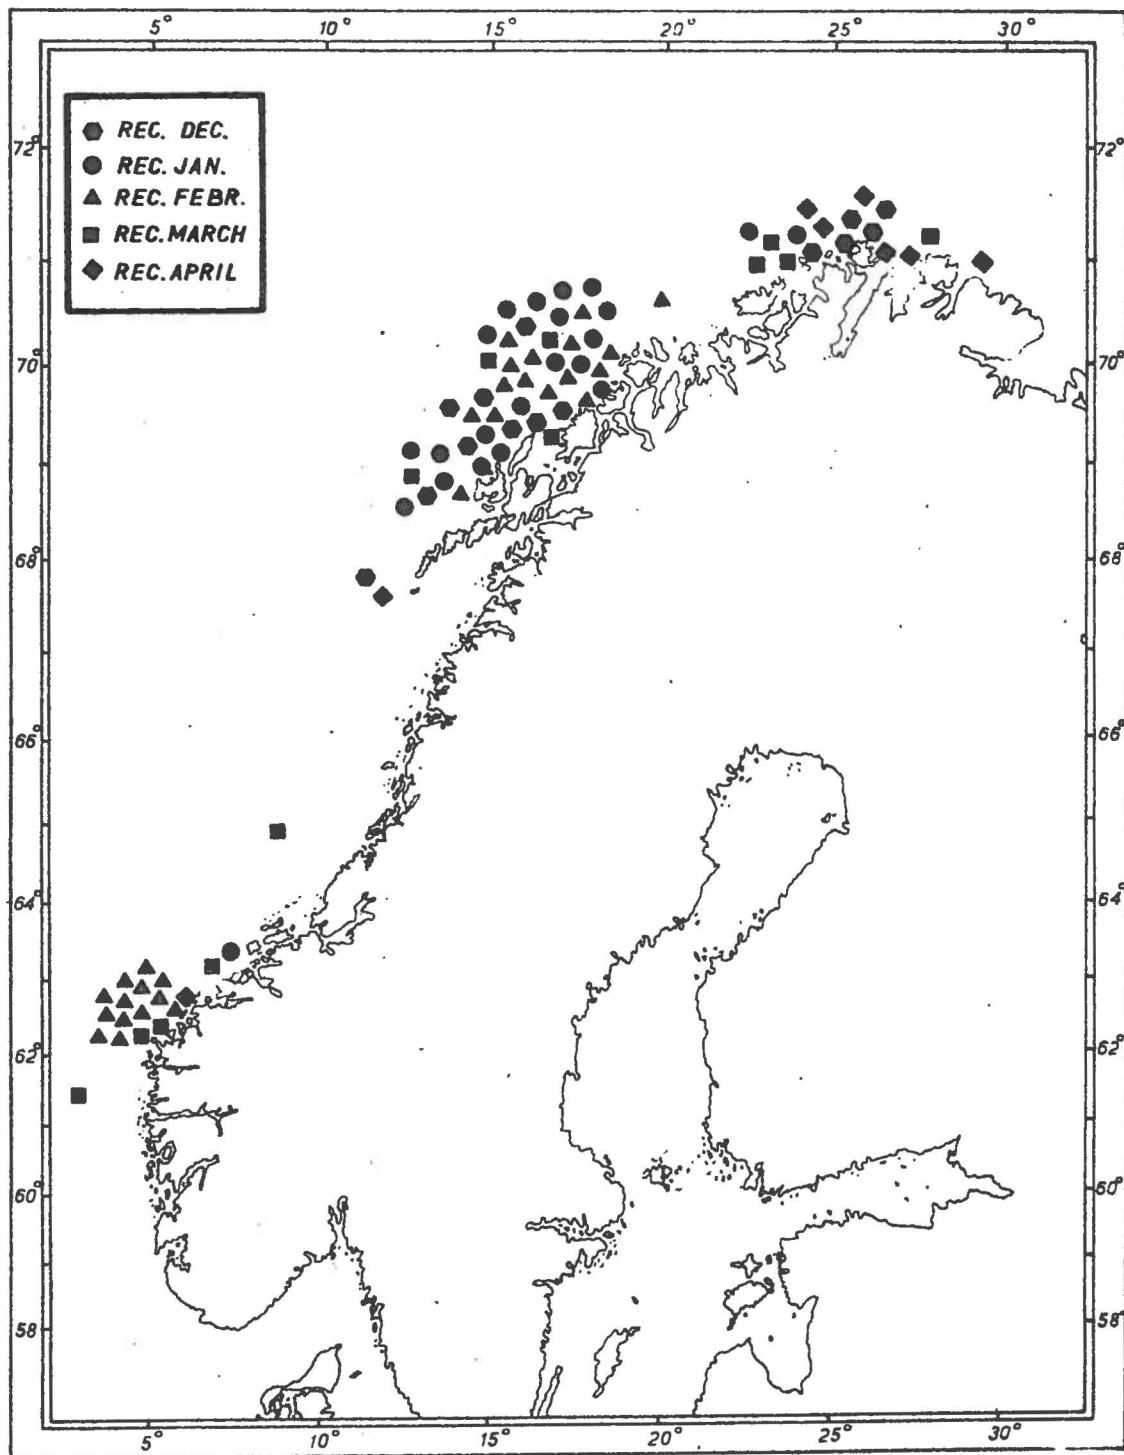 5° 10° 15° 20° 25° 30°
REC. DEC.
REC. JAN.
REC. FEBR.
REC. MARCH
REC. APRIL
72° 72°
70° 70°
68° 68°
66° 66°
64° 64°
62° 62°
60° 60°
58 58°
5° 10° 15° 20° 25° 30°